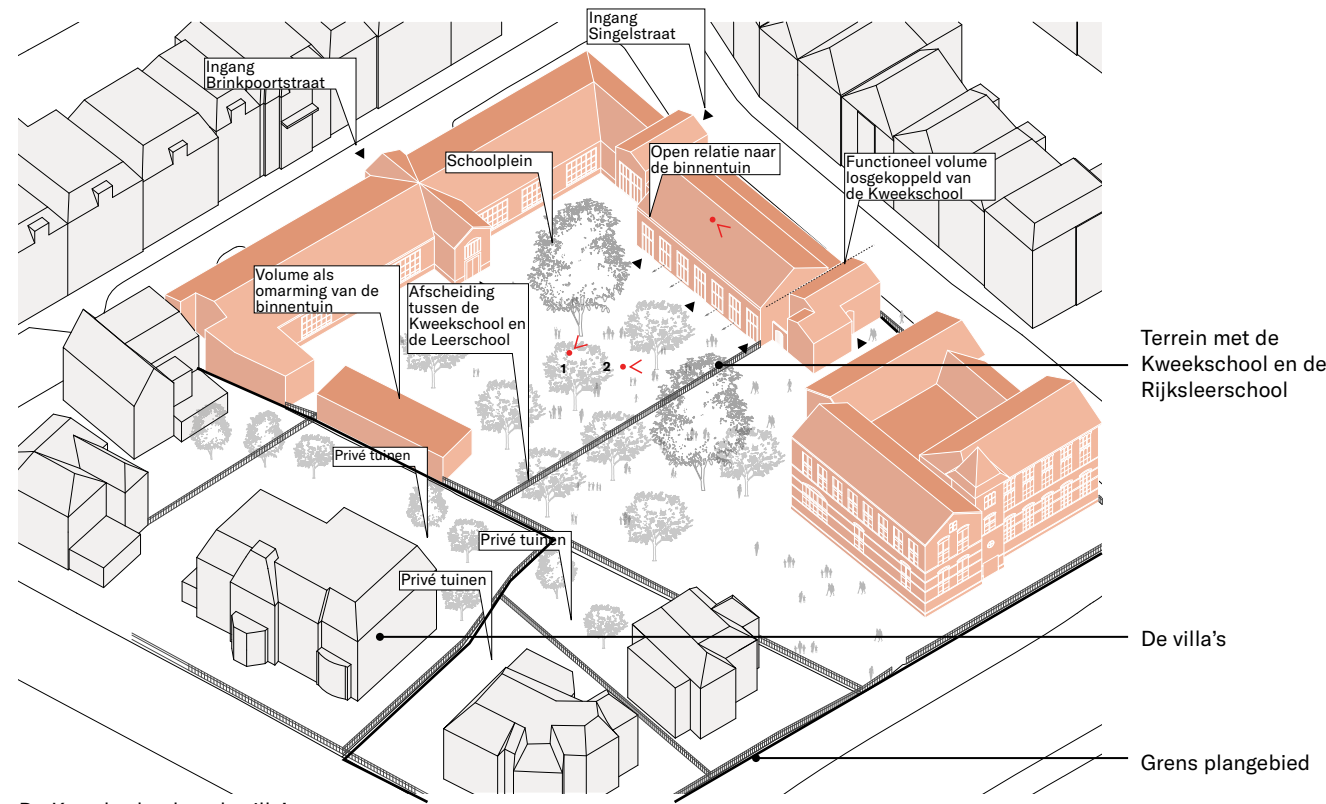 Ingang
Singelstraat
Ingang
Brinkpoortstraat
Schoolplein
Open relatie naar
de binnentuin
Functioneel volume
losgekoppeld van
de Kweekschool
Volume als
omarming van de
binnentuin
Afscheiding
tussen de
Kweekschool en
de Leerschool
1
2
Terrein met de
Kweekschool en de
Rijksleerschool
Privé tuinen
Privé tuinen
Privé tuinen
De villa's
Grens plangebied